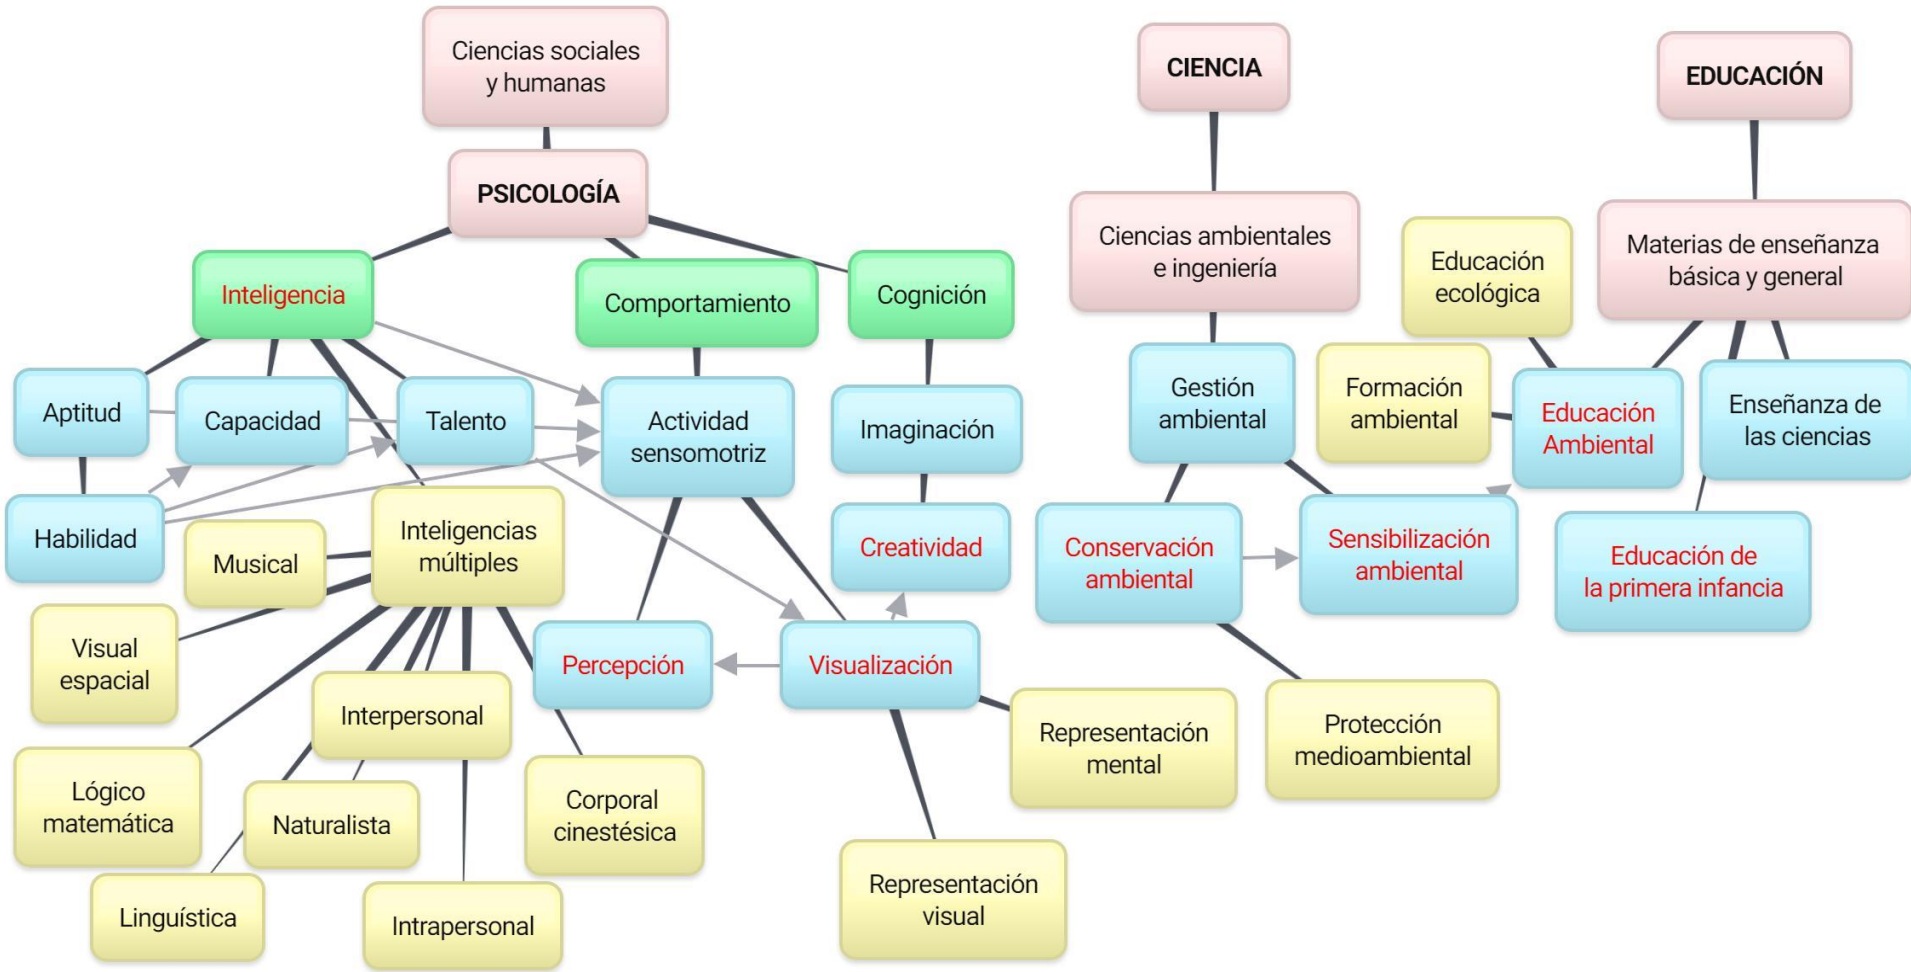 Ciencias sociales
y humanas
CIENCIA
EDUCACIÓN
PSICOLOGÍA
Ciencias ambientales
e ingeniería
Educación
ecológica
Materias de enseñanza
básica y general
Inteligencia
Comportamiento
Cognición
Aptitud
Capacidad
Talento
Actividad
sensomotriz
Imaginación
Gestión
ambiental
Formación
ambiental
Educación
Ambiental
Enseñanza de
las ciencias
Habilidad
Musical
Inteligencias
múltiples
Creatividad
Conservación
ambiental
Sensibilización
ambiental
Educación de
la primera infancia
Visual
espacial
Percepción
Visualización
Interpersonal
Representación
mental
Protección
medioambiental
Lógico
matemática
Naturalista
Corporal
cinestésica
Linguística
Intrapersonal
Representación
visual